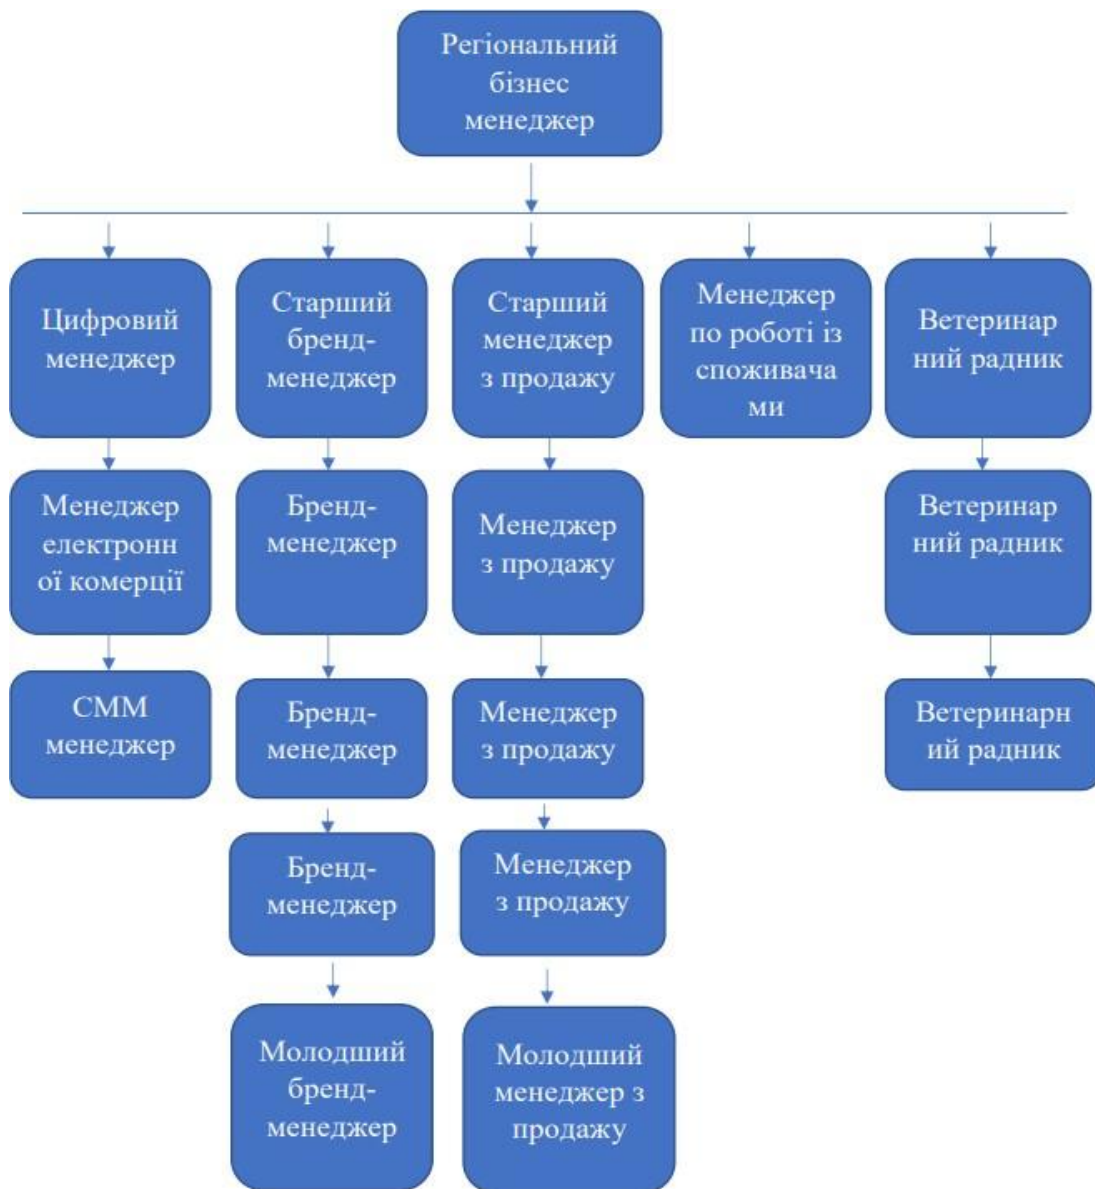 Регіональний
бізнес
менеджер
Цифровий
менеджер
Старший
бренд-
менеджер
Старший
менеджер
з продажу
Менеджер
по роботі із
споживача
ми
Ветеринар
ний радник
Менеджер
електронн
ої комерції
Бренд-
менеджер
Менеджер
з продажу
Ветеринар
ний радник
СММ
менеджер
Бренд-
менеджер
Менеджер
з продажу
Ветеринарн
ий радник
Бренд-
менеджер
Менеджер
з продажу
Молодший
бренд-
менеджер
Молодший
менеджер з
продажу